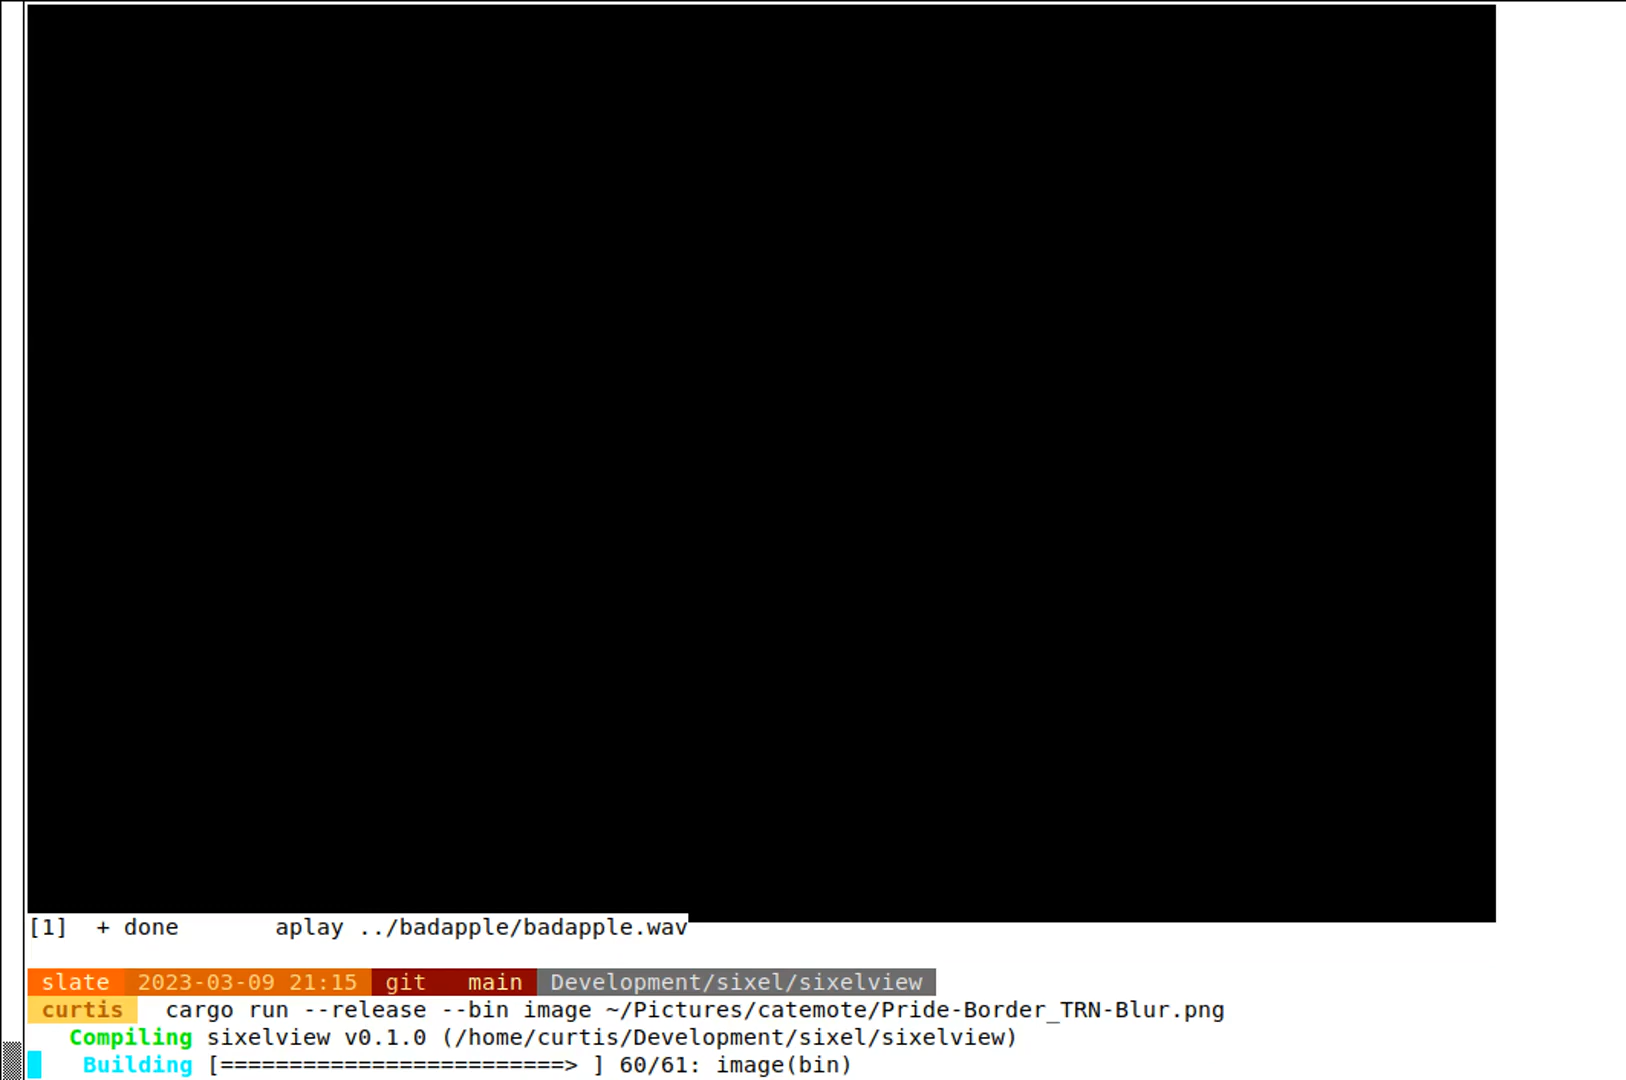 [1]  + done       aplay ../badapple/badapple.wav
slate  2023-03-09 21:15  git   main  Development/sixel/sixelview
curtis   cargo run --release --bin image ~/Pictures/catemote/Pride-Border_TRN-Blur.png
Compiling sixelview v0.1.0 (/home/curtis/Development/sixel/sixelview)
Building [=========================> ] 60/61: image(bin)